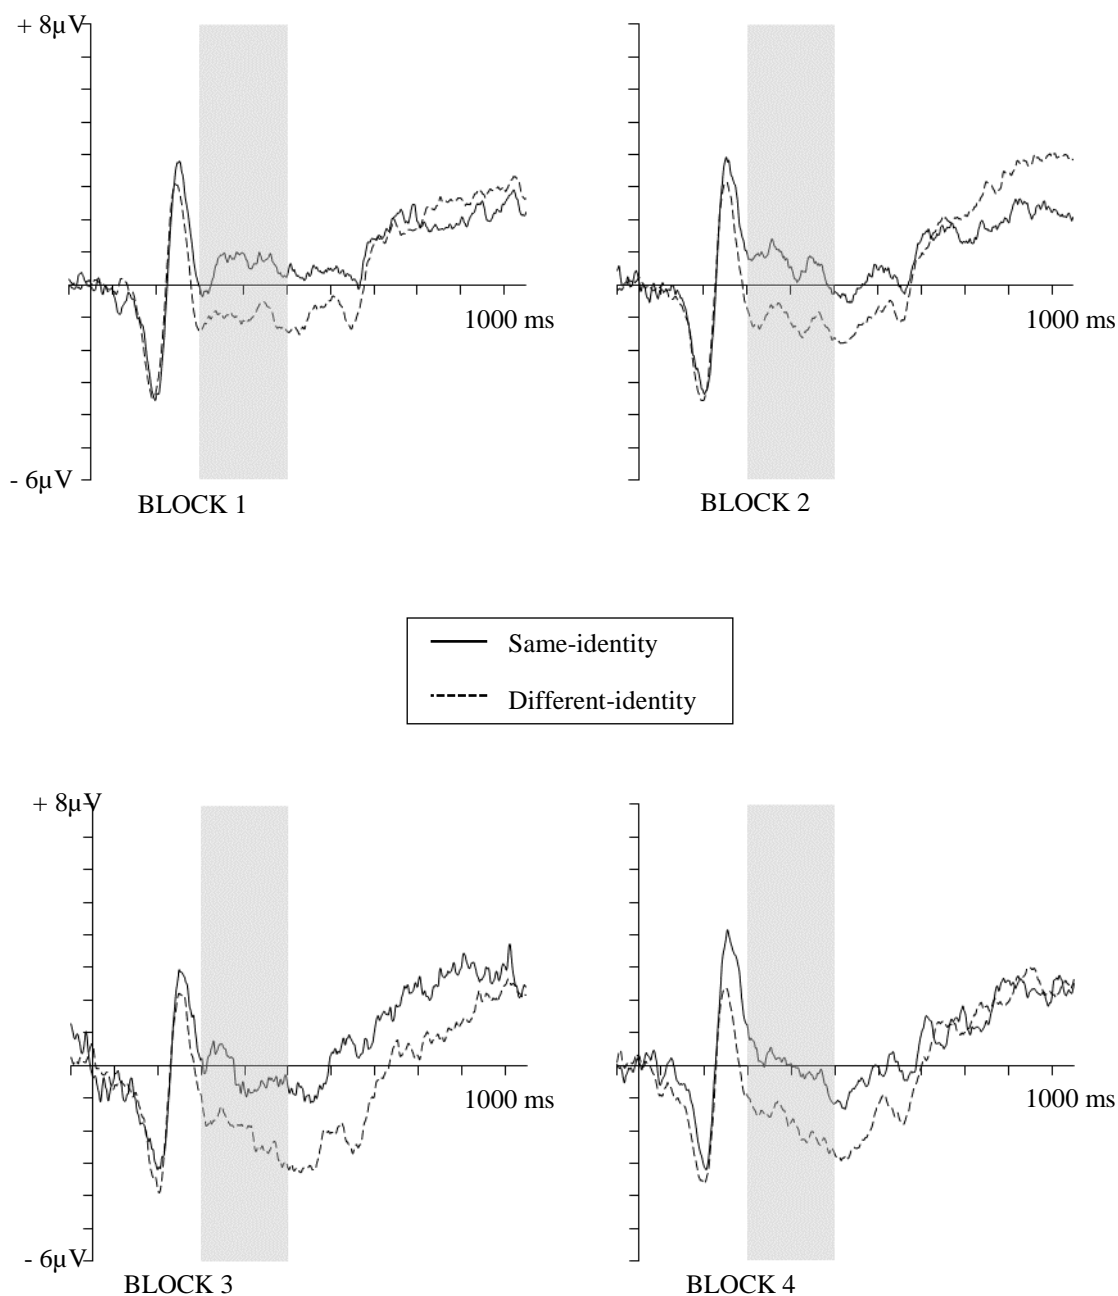 + 8µV
1000 ms
- 6µV
BLOCK 1
1000 ms
BLOCK 2
Same-identity
Different-identity
+ 8µV
1000 ms
- 6µV
BLOCK 3
1000 ms
BLOCK 4